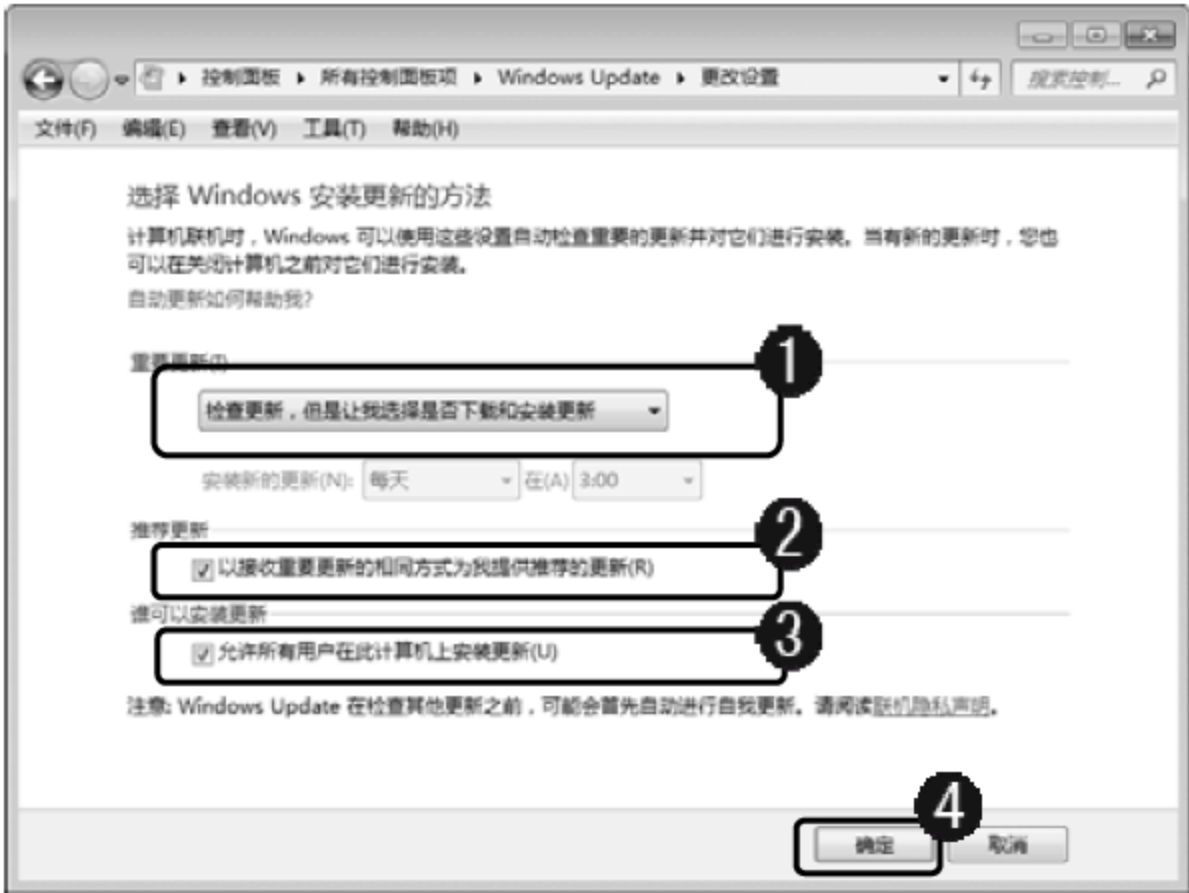 控制面板 ▸ 所有控制面板项 ▸ Windows Update ▸ 更改设置 搜索控制...
文件(F) 编辑(E) 查看(V) 工具(T) 帮助(H)
选择 Windows 安装更新的方法
计算机联机时，Windows 可以使用这些设置自动检查重要的更新并对它们进行安装。当有新的更新时，您也
可以在关闭计算机之前对它们进行安装。
自动更新如何帮助我?
重要更新(I)
1
检查更新，但是让我选择是否下载和安装更新
安装新的更新(N): 每天 在(A) 3:00
推荐更新
2
以接收重要更新的相同方式为我提供推荐的更新(R)
谁可以安装更新
3
允许所有用户在此计算机上安装更新(U)
注意: Windows Update 在检查其他更新之前，可能会首先自动进行自我更新。请阅读联机隐私声明。
4
确定 取消